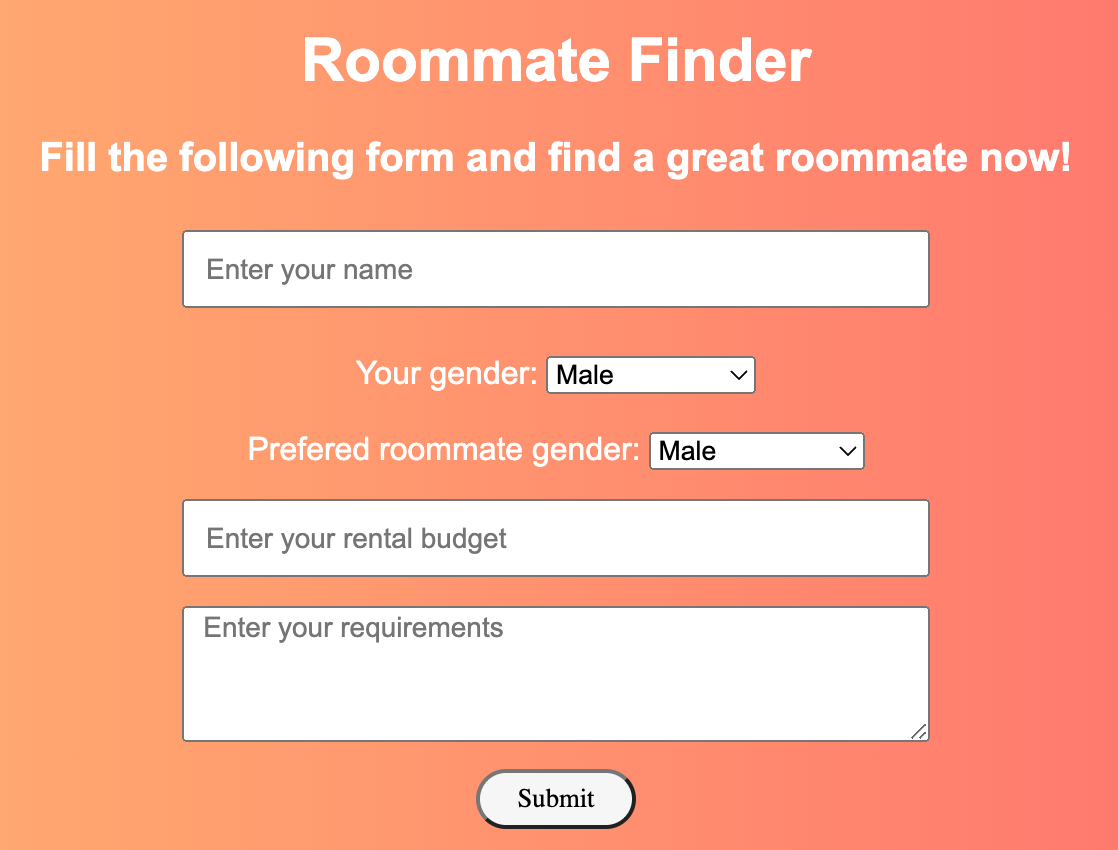 Roommate Finder
Fill the following form and find a great roommate now!
Enter your name
Your gender: Male
Prefered roommate gender: Male
Enter your rental budget
Enter your requirements
Submit